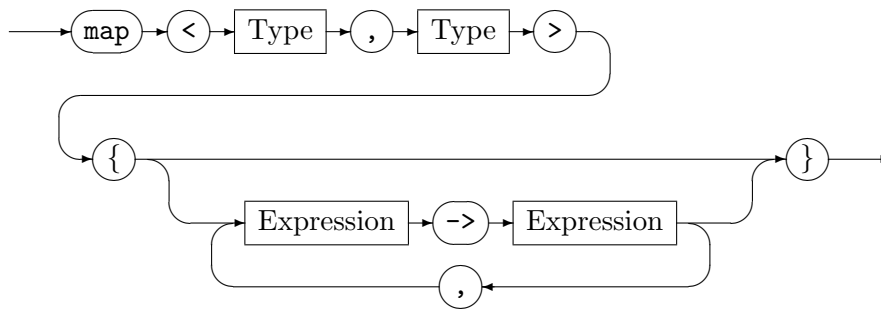 map < Type , Type >
{ }
Expression -> Expression
,